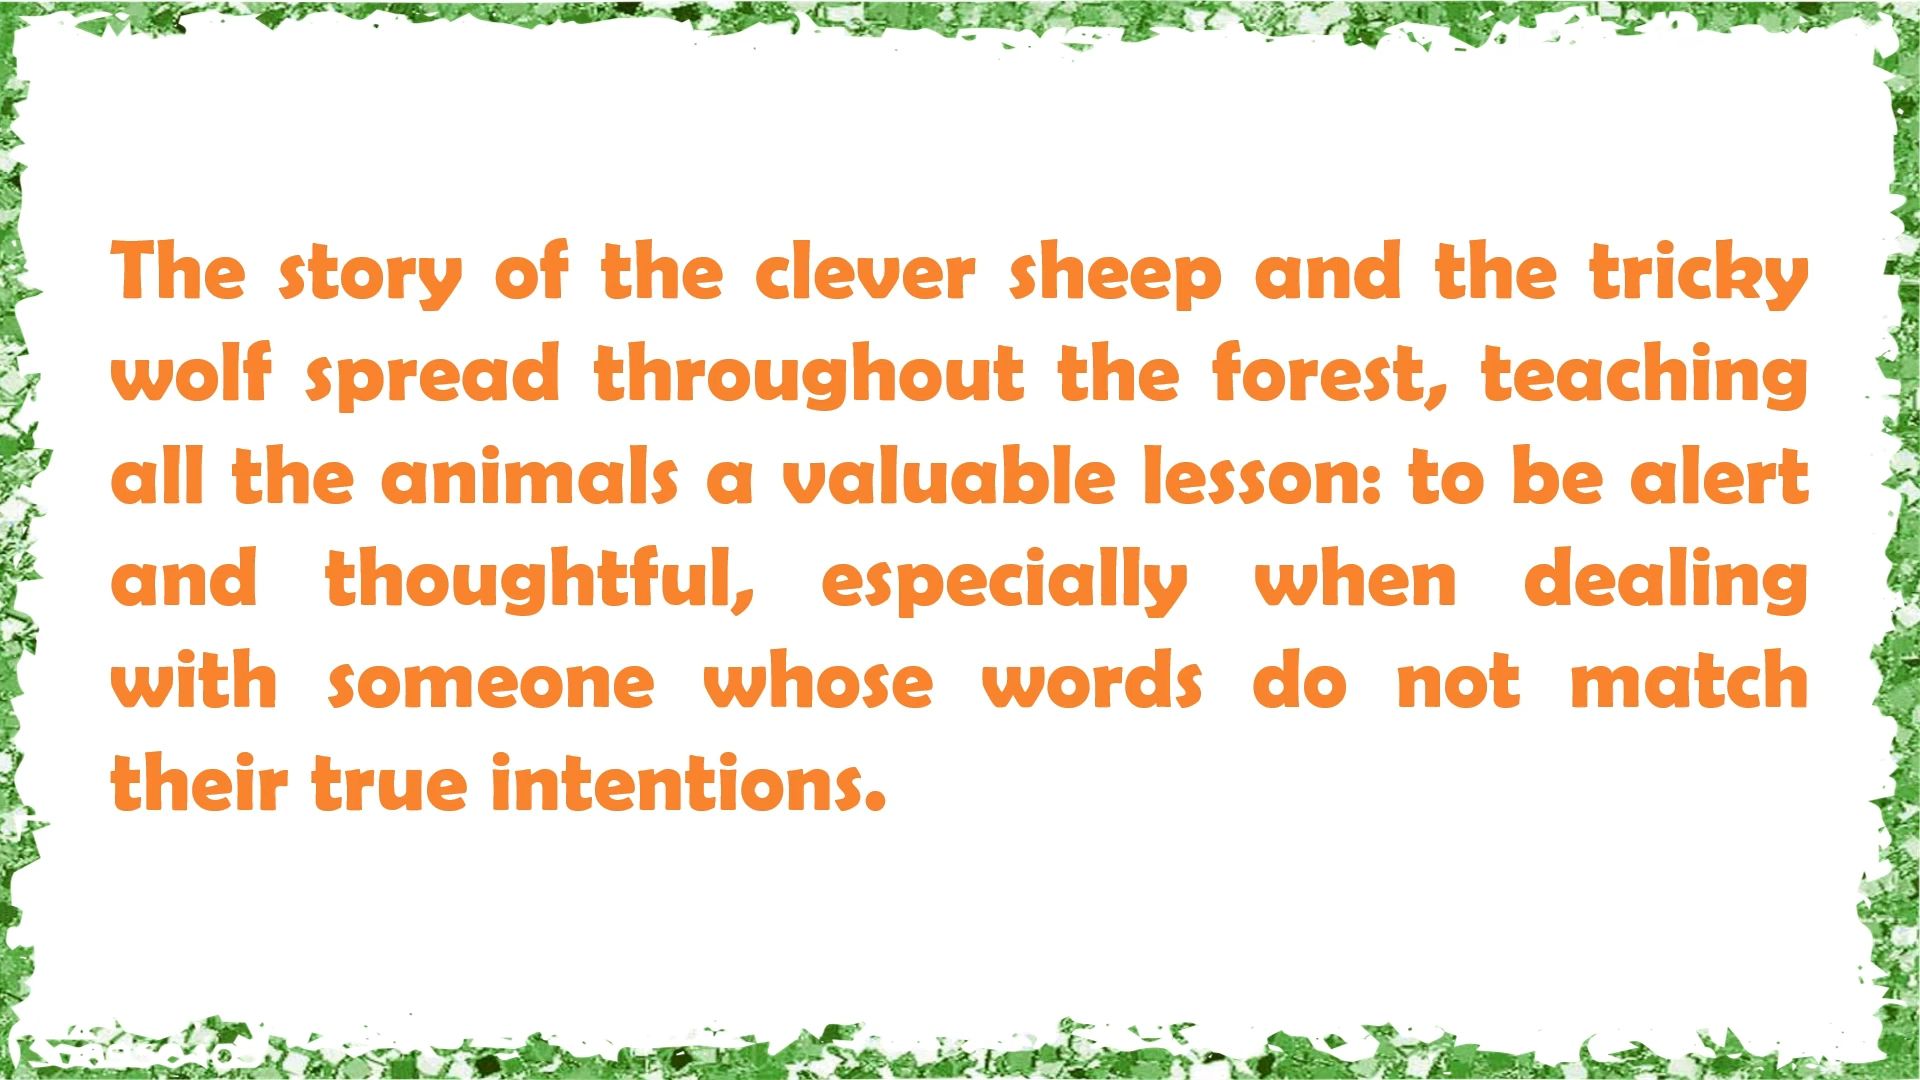 The story of the clever sheep and the tricky
wolf spread throughout the forest, teaching
all the animals a valuable lesson: to be alert
and thoughtful, especially when dealing
with someone whose words do not match
their true intentions.